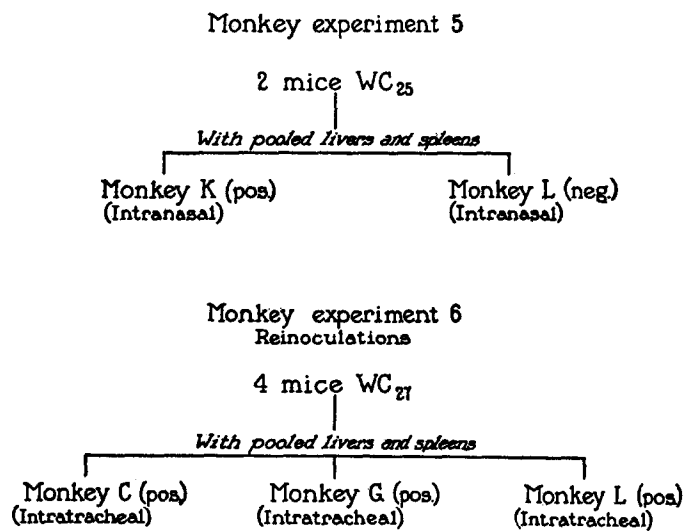 Monkey experiment 5
2 mice WC25
With pooled livers and spleens
Monkey K (pos.) Monkey L (neg.)
(Intranasal) (Intranasal)
Monkey experiment 6
Reinoculations
4 mice WC27
With pooled livers and spleens
Monkey C (pos.) Monkey G (pos.) Monkey L (pos.)
(Intratracheal) (Intratracheal) (Intratracheal)